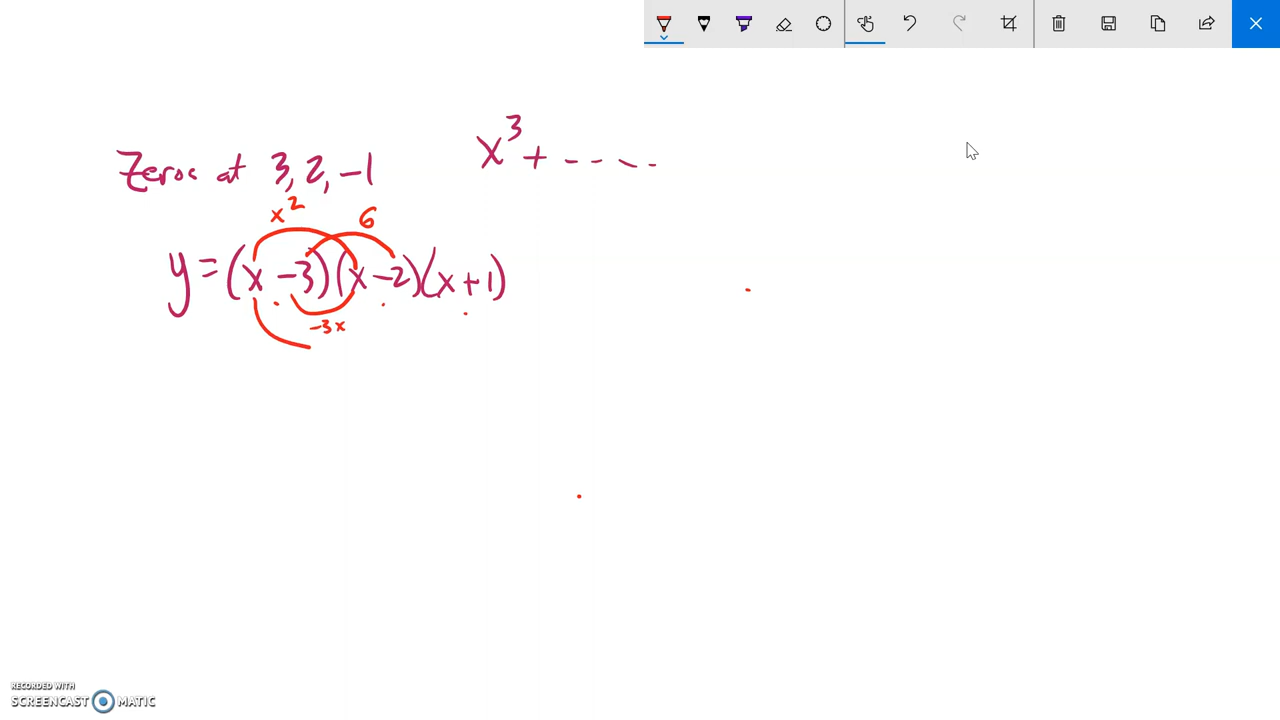 Zeros at 3, 2, -1
x³ + -----
x²
6
y = (x - 3)(x - 2)(x + 1)
-3x
RECORDED WITH
SCREENCAST MATIC